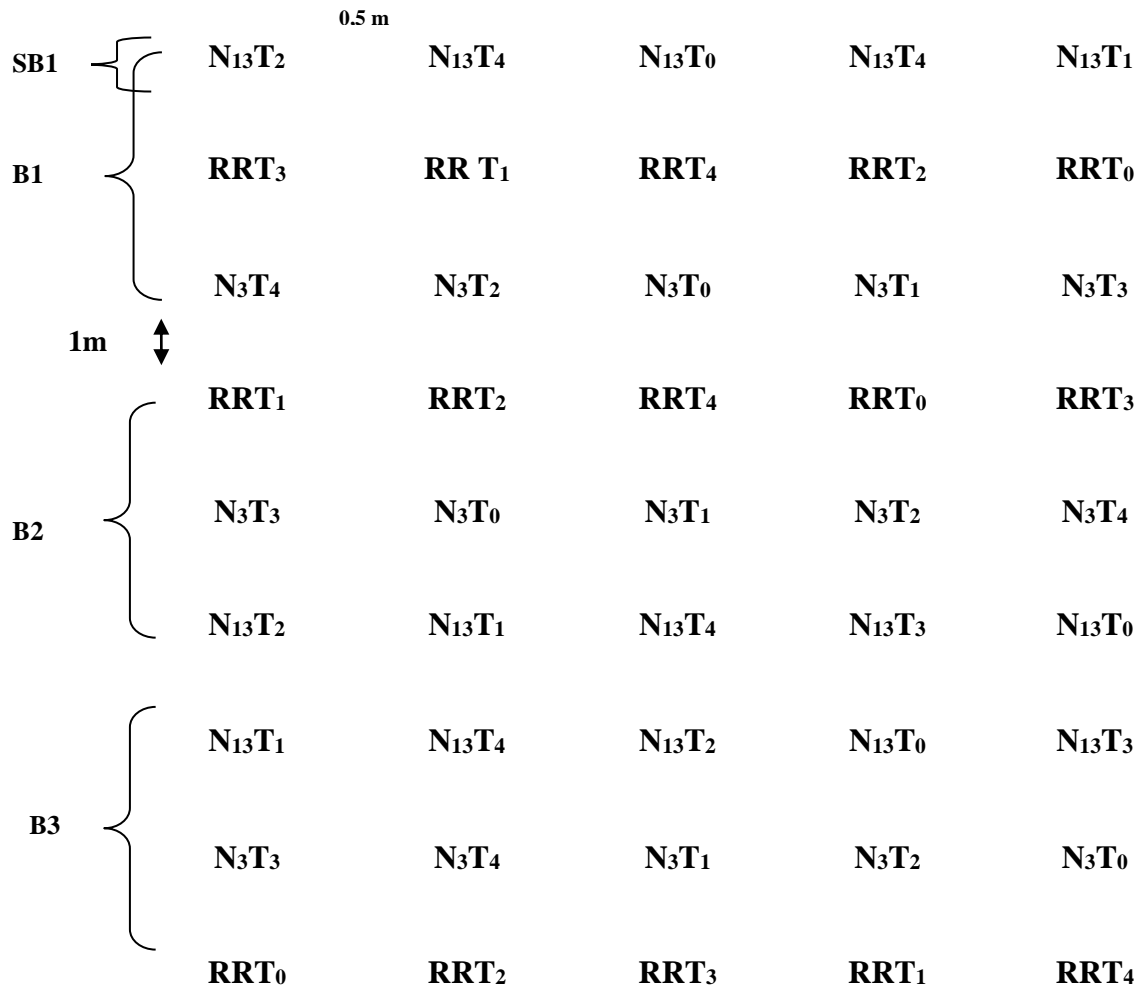 0.5 m
SB1 N₁₃T₂ N₁₃T₄ N₁₃T₀ N₁₃T₄ N₁₃T₁
B1 RRT₃ RR T₁ RRT₄ RRT₂ RRT₀
N₃T₄ N₃T₂ N₃T₀ N₃T₁ N₃T₃
1m
RRT₁ RRT₂ RRT₄ RRT₀ RRT₃
B2 N₃T₃ N₃T₀ N₃T₁ N₃T₂ N₃T₄
N₁₃T₂ N₁₃T₁ N₁₃T₄ N₁₃T₃ N₁₃T₀
N₁₃T₁ N₁₃T₄ N₁₃T₂ N₁₃T₀ N₁₃T₃
B3
N₃T₃ N₃T₄ N₃T₁ N₃T₂ N₃T₀
RRT₀ RRT₂ RRT₃ RRT₁ RRT₄